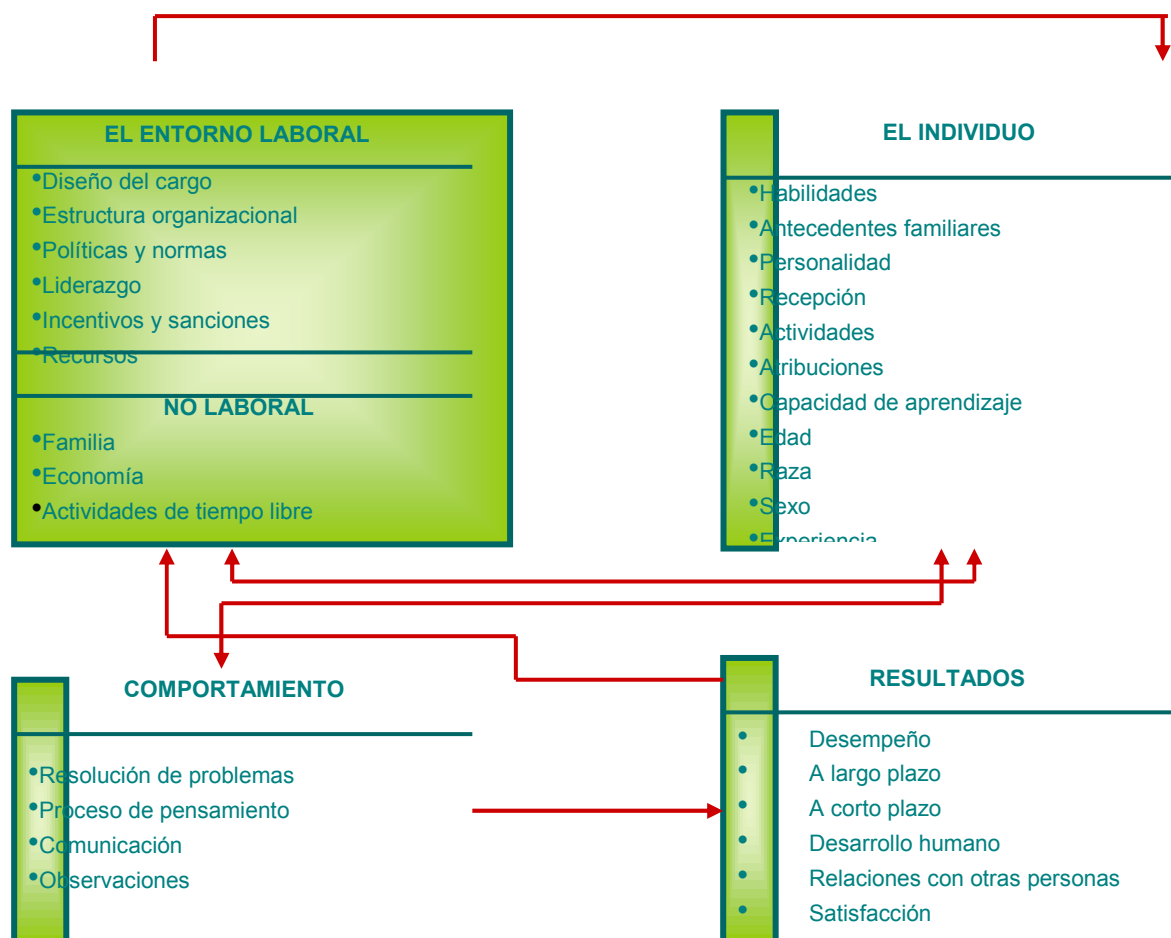 EL ENTORNO LABORAL
•Diseño del cargo
•Estructura organizacional
•Políticas y normas
•Liderazgo
•Incentivos y sanciones
•Recursos
NO LABORAL
•Familia
•Economía
•Actividades de tiempo libre
EL INDIVIDUO
•Habilidades
•Antecedentes familiares
•Personalidad
•Recepción
•Actividades
•Atribuciones
•Capacidad de aprendizaje
•Edad
•Raza
•Sexo
•Experiencia
COMPORTAMIENTO
•Resolución de problemas
•Proceso de pensamiento
•Comunicación
•Observaciones
RESULTADOS
• Desempeño
• A largo plazo
• A corto plazo
• Desarrollo humano
• Relaciones con otras personas
• Satisfacción